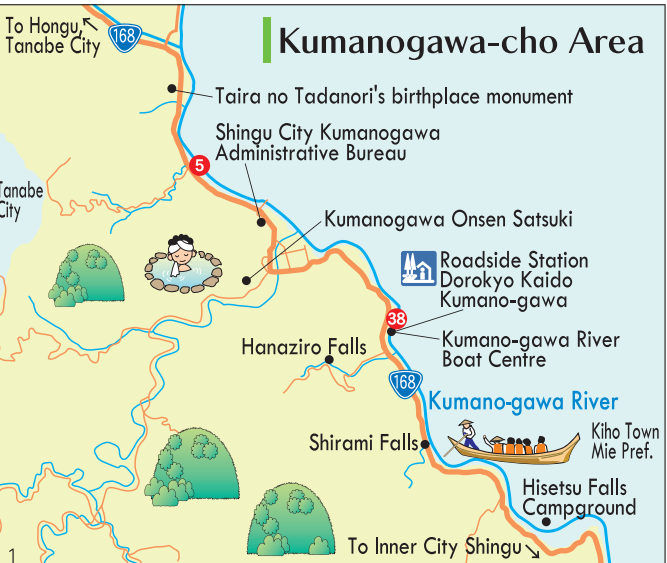 To Hongu,
Tanabe City
168
Kumanogawa-cho Area
Taira no Tadanori's birthplace monument
Shingu City Kumanogawa
Administrative Bureau
5
Tanabe
City
Kumanogawa Onsen Satsuki
Roadside Station
Dorokyo Kaido
Kumano-gawa
38
Kumano-gawa River
Boat Centre
Hanaziro Falls
168
Kumano-gawa River
Shirami Falls
Kiho Town
Mie Pref.
Hisetsu Falls
Campground
To Inner City Shingu
1